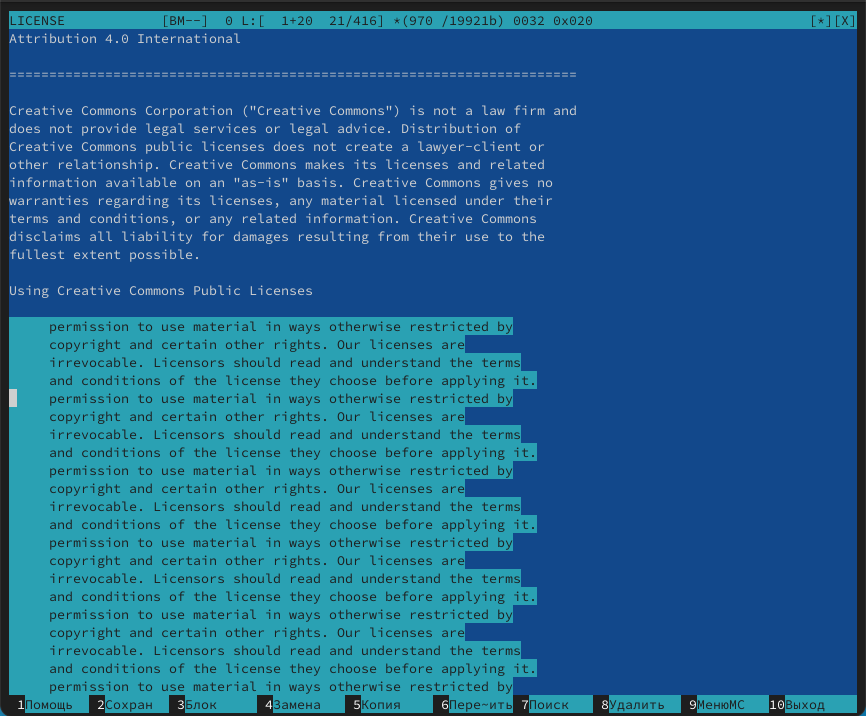 LICENSE [BM--] 0 L:[ 1+20 21/416] *(970 /19921b) 0032 0x020 [*][X]
Attribution 4.0 International
=======================================================================
Creative Commons Corporation ("Creative Commons") is not a law firm and
does not provide legal services or legal advice. Distribution of
Creative Commons public licenses does not create a lawyer-client or
other relationship. Creative Commons makes its licenses and related
information available on an "as-is" basis. Creative Commons gives no
warranties regarding its licenses, any material licensed under their
terms and conditions, or any related information. Creative Commons
disclaims all liability for damages resulting from their use to the
fullest extent possible.
Using Creative Commons Public Licenses
permission to use material in ways otherwise restricted by
copyright and certain other rights. Our licenses are
irrevocable. Licensors should read and understand the terms
and conditions of the license they choose before applying it.
permission to use material in ways otherwise restricted by
copyright and certain other rights. Our licenses are
irrevocable. Licensors should read and understand the terms
and conditions of the license they choose before applying it.
permission to use material in ways otherwise restricted by
copyright and certain other rights. Our licenses are
irrevocable. Licensors should read and understand the terms
and conditions of the license they choose before applying it.
permission to use material in ways otherwise restricted by
copyright and certain other rights. Our licenses are
irrevocable. Licensors should read and understand the terms
and conditions of the license they choose before applying it.
permission to use material in ways otherwise restricted by
copyright and certain other rights. Our licenses are
irrevocable. Licensors should read and understand the terms
and conditions of the license they choose before applying it.
permission to use material in ways otherwise restricted by
1Помощь 2Сохран 3Блок 4Замена 5Копия 6Пере~ить 7Поиск 8Удалить 9МенюMC 10Выход